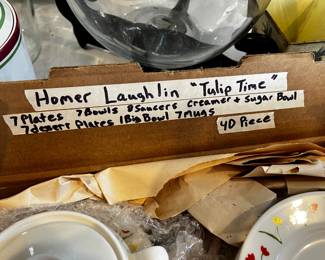 Homer Laughlin "Tulip Time"
7 Plates 7 Bowls 8 Saucers Creamer + Sugar Bowl
7 dessert Plates 1 Big Bowl 7 mugs
40 Piece